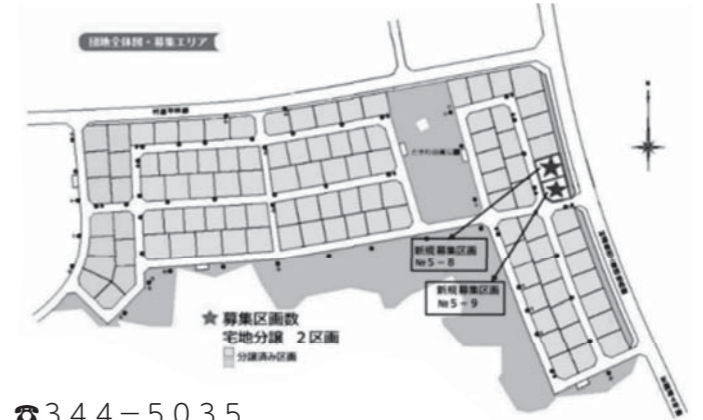 団地全体図・募集エリア
新規募集区画
№5-8
新規募集区画
№5-9
★募集区画数
宅地分譲 2区画
分譲済み区画
☎344-5035